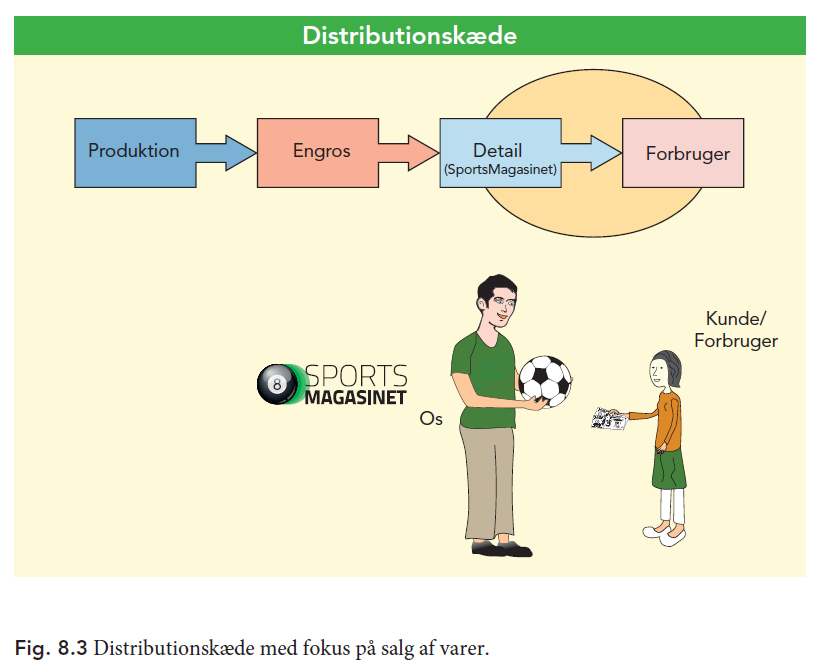 Distributionskæde
Produktion
Engros
Detail
(SportsMagasinet)
Forbruger
Kunde/
Forbruger
8
SPORTS
MAGASINET
Os
Fig. 8.3 Distributionskæde med fokus på salg af varer.